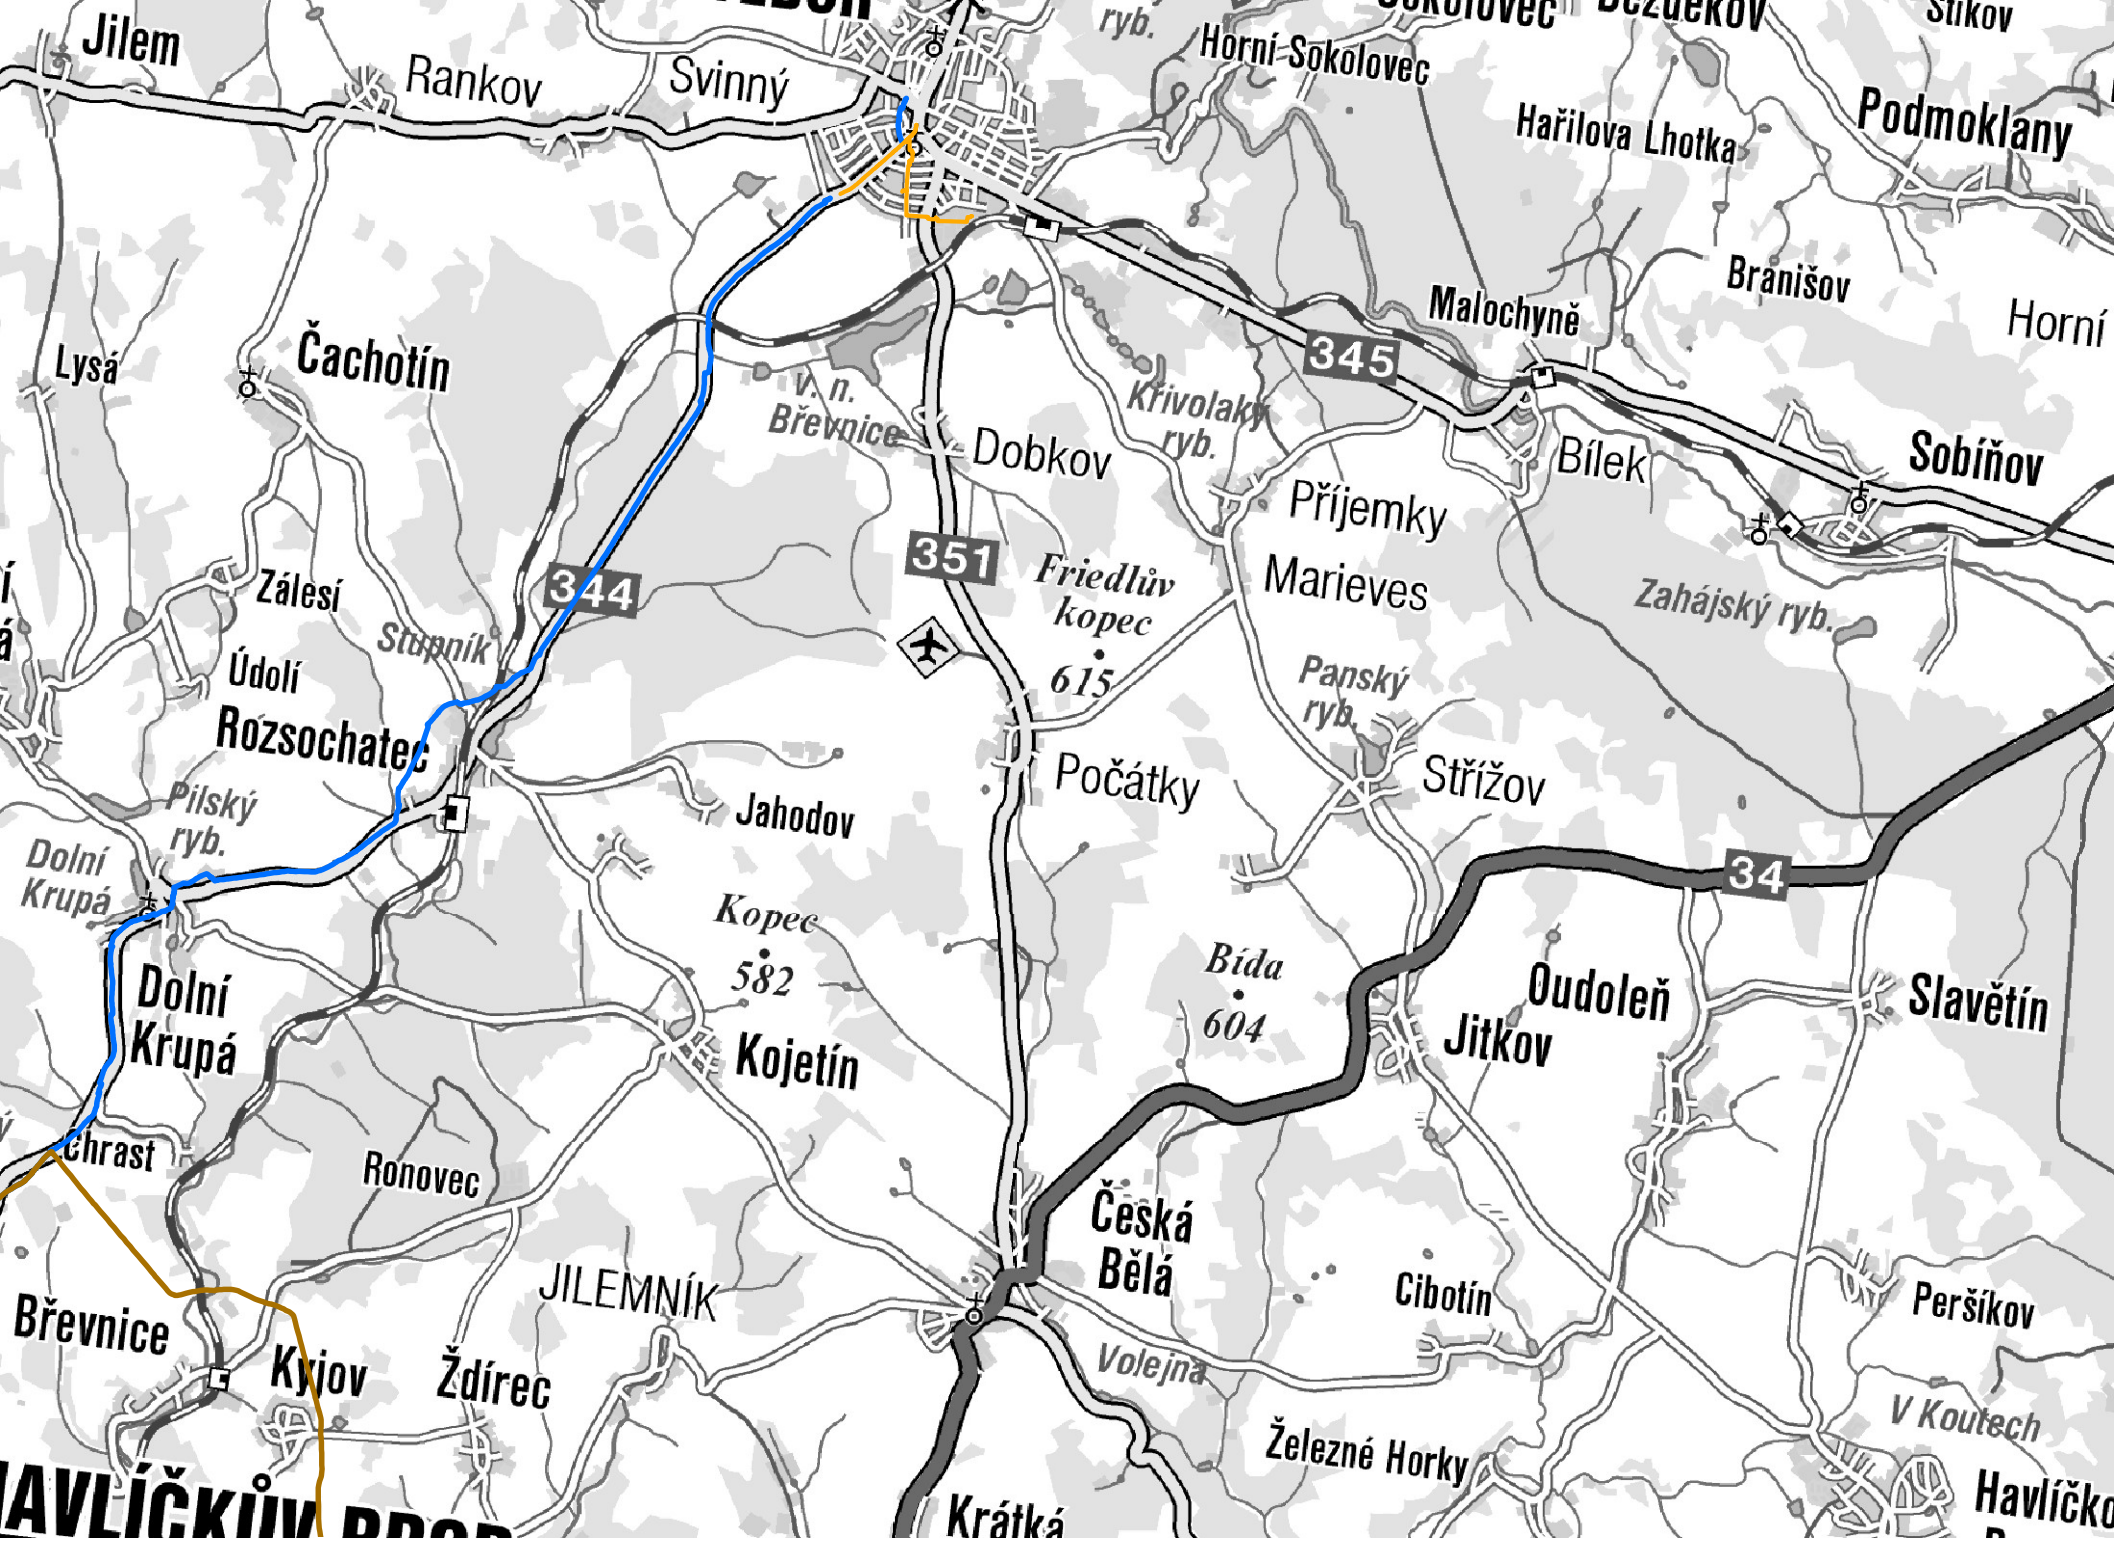 ryb.
Stikov
Jilem
Rankov
Svinný
Horní Sokolovec
Hařilova Lhotka
Podmoklany
Branišov
Horní
Malochyně
345
Lysá
Čachotín
v. n.
Břevnice
Křivolaký
ryb.
Dobkov
Bílek
Sobíňov
Příjemky
351
Friedlův
kopec
615
Marieves
344
Zálesí
Stupník
Zahájský ryb.
Údolí
Rozsochatec
Panský
ryb.
Počátky
Střížov
Pilský
ryb.
Jahodov
Dolní
Krupá
34
Kopec
582
Bída
604
Oudoleň
Slavětín
Dolní
Krupá
Jitkov
Kojetín
Chrast
Ronovec
Česká
Bělá
JILEMNÍK
Cibotín
Peršíkov
Břevnice
Kyjov
Ždírec
Volejna
V Koutech
Železné Horky
Krátká
Havlíčko